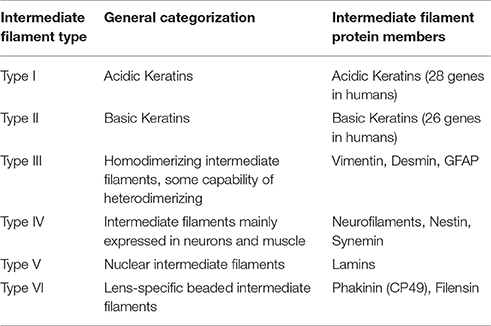 Intermediate filament type | General categorization | Intermediate filament protein members
Type I | Acidic Keratins | Acidic Keratins (28 genes in humans)
Type II | Basic Keratins | Basic Keratins (26 genes in humans)
Type III | Homodimerizing intermediate filaments, some capability of heterodimerizing | Vimentin, Desmin, GFAP
Type IV | Intermediate filaments mainly expressed in neurons and muscle | Neurofilaments, Nestin, Synemin
Type V | Nuclear intermediate filaments | Lamins
Type VI | Lens-specific beaded intermediate filaments | Phakinin (CP49), Filensin